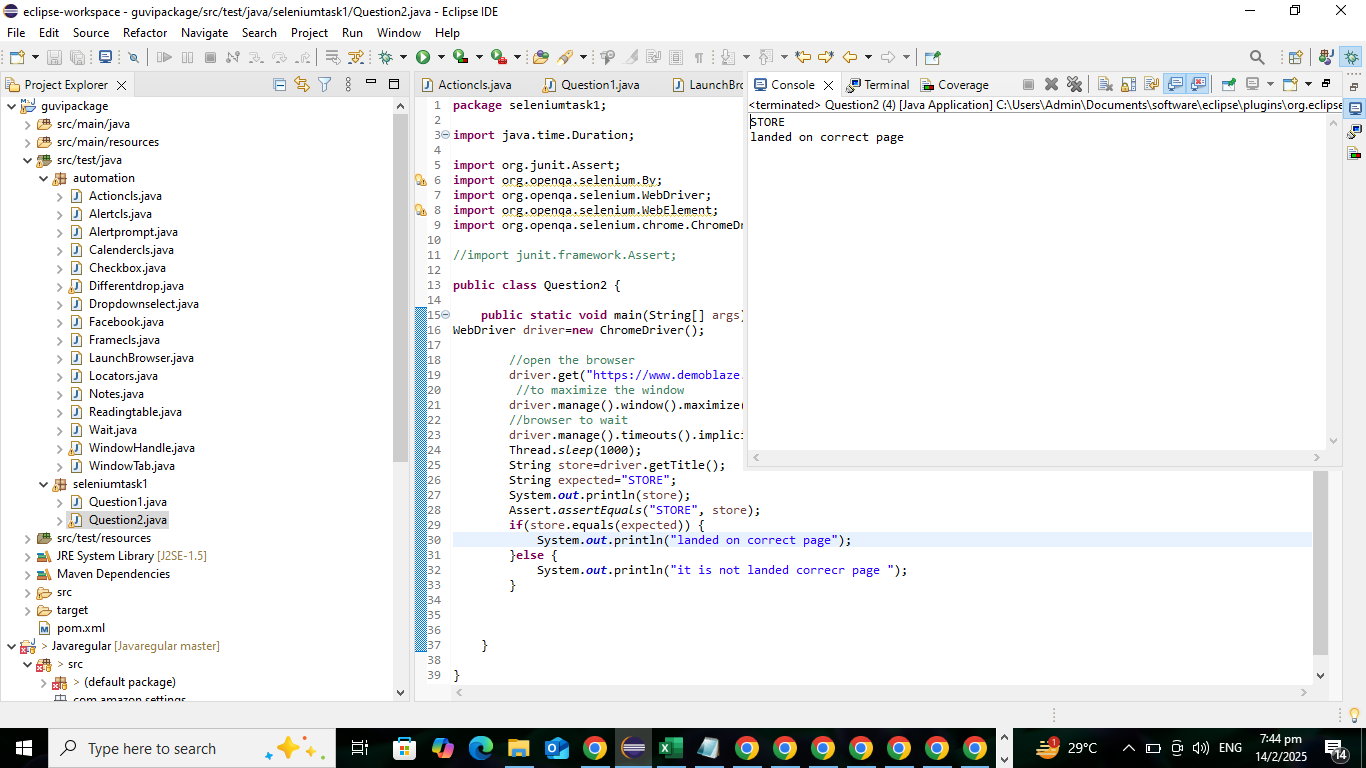 eclipse-workspace - guvipackage/src/test/java/seleniumtask1/Question2.java - Eclipse IDE
File Edit Source Refactor Navigate Search Project Run Window Help
Project Explorer
guvipackage
src/main/java
src/main/resources
src/test/java
automation
Actioncls.java
Alertcls.java
Alertprompt.java
Calendercls.java
Checkbox.java
Differentdrop.java
Dropdownselect.java
Facebook.java
Framecls.java
LaunchBrowser.java
Locators.java
Notes.java
Readingtable.java
Wait.java
WindowHandle.java
WindowTab.java
seleniumtask1
Question1.java
Question2.java
src/test/resources
JRE System Library [J2SE-1.5]
Maven Dependencies
src
target
pom.xml
> Javaregular [Javaregular master]
> src
> (default package)
com.amazon.settings
Actioncls.java Question1.java LaunchBro
1 package seleniumtask1;
2
3 import java.time.Duration;
4
5 import org.junit.Assert;
6 import org.openqa.selenium.By;
7 import org.openqa.selenium.WebDriver;
8 import org.openqa.selenium.WebElement;
9 import org.openqa.selenium.chrome.ChromeDr
10
11 //import junit.framework.Assert;
12
13 public class Question2 {
14
15 public static void main(String[] args)
16 WebDriver driver=new ChromeDriver();
17
18 //open the browser
19 driver.get("https://www.demoblaze.
20 //to maximize the window
21 driver.manage().window().maximize(
22 //browser to wait
23 driver.manage().timeouts().implici
24 Thread.sleep(1000);
25 String store=driver.getTitle();
26 String expected="STORE";
27 System.out.println(store);
28 Assert.assertEquals("STORE", store);
29 if(store.equals(expected)) {
30 System.out.println("landed on correct page");
31 }else {
32 System.out.println("it is not landed correcr page ");
33 }
34
35
36
37 }
38
39 }
Console Terminal Coverage
<terminated> Question2 (4) [Java Application] C:\Users\Admin\Documents\software\eclipse\plugins\org.eclipse
STORE
landed on correct page
Type here to search
1
29°C
ENG
7:44 pm
14/2/2025
14